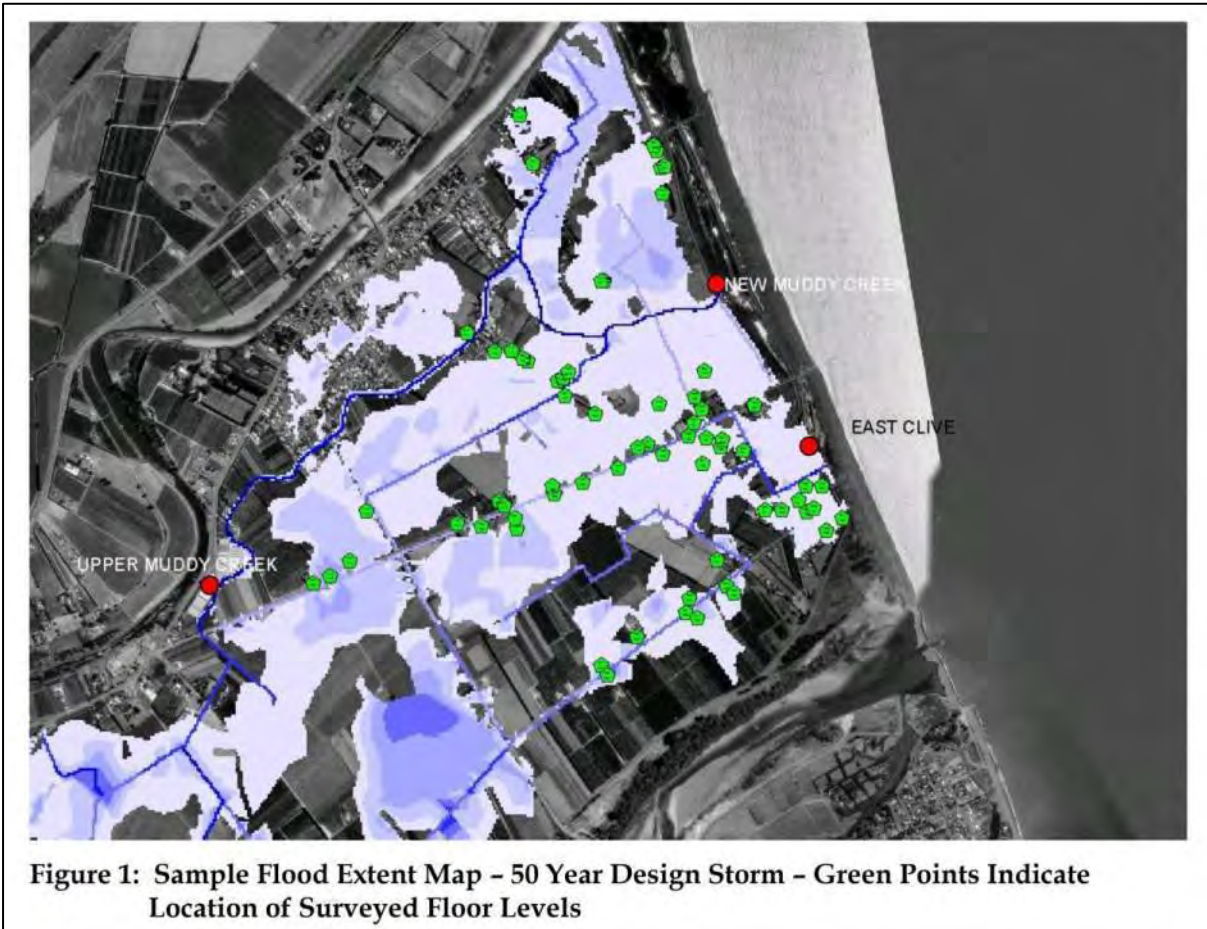 NEW MUDDY CREEK
EAST CLIVE
UPPER MUDDY CREEK
Figure 1: Sample Flood Extent Map – 50 Year Design Storm – Green Points Indicate
Location of Surveyed Floor Levels